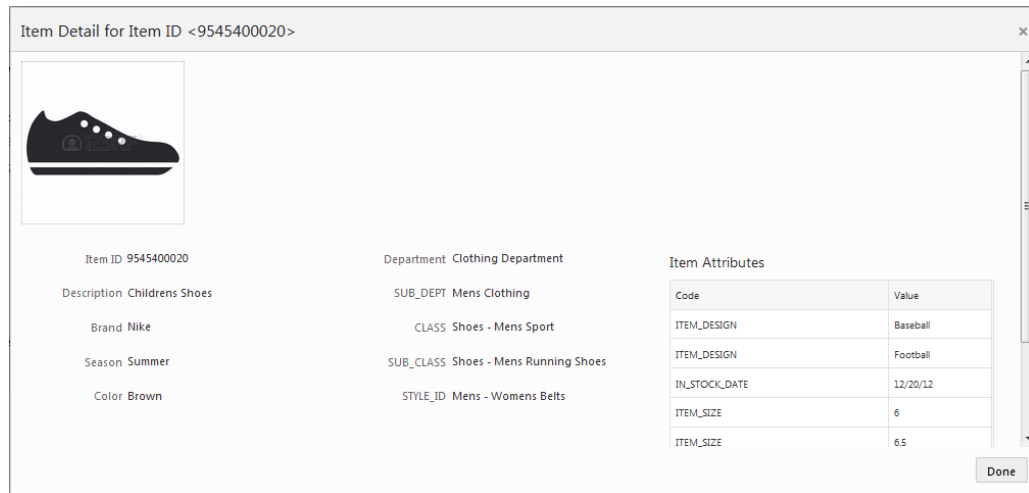 Item Detail for Item ID <9545400020>
Item ID 9545400020
Description Childrens Shoes
Brand Nike
Season Summer
Color Brown
Department Clothing Department
SUB_DEPT Mens Clothing
CLASS Shoes - Mens Sport
SUB_CLASS Shoes - Mens Running Shoes
STYLE_ID Mens - Womens Belts
Item Attributes
Code Value
ITEM_DESIGN Baseball
ITEM_DESIGN Football
IN_STOCK_DATE 12/20/12
ITEM_SIZE 6
ITEM_SIZE 6.5
Done